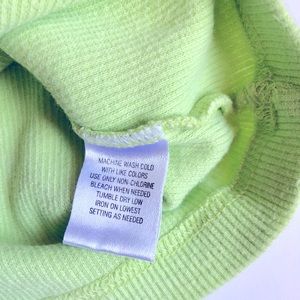 MACHINE WASH COLD
WITH LIKE COLORS
USE ONLY NON-CHLORINE
BLEACH WHEN NEEDED
TUMBLE DRY LOW
IRON ON LOWEST
SETTING AS NEEDED